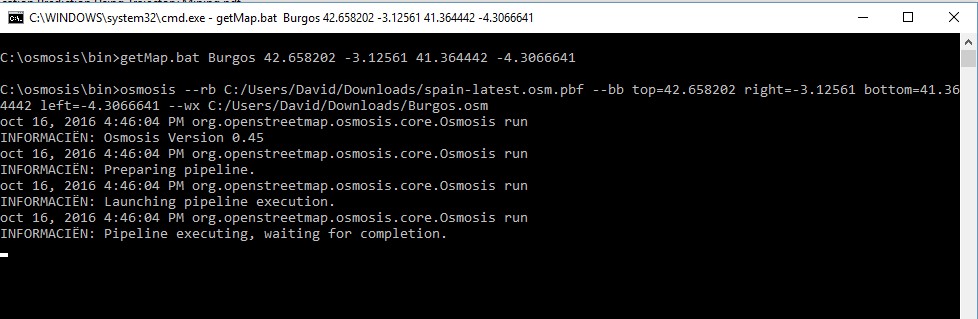 C:\WINDOWS\system32\cmd.exe - getMap.bat Burgos 42.658202 -3.12561 41.364442 -4.3066641
C:\osmosis\bin>getMap.bat Burgos 42.658202 -3.12561 41.364442 -4.3066641
C:\osmosis\bin>osmosis --rb C:/Users/David/Downloads/spain-latest.osm.pbf --bb top=42.658202 right=-3.12561 bottom=41.36
4442 left=-4.3066641 --wx C:/Users/David/Downloads/Burgos.osm
oct 16, 2016 4:46:04 PM org.openstreetmap.osmosis.core.Osmosis run
INFORMACIËN: Osmosis Version 0.45
oct 16, 2016 4:46:04 PM org.openstreetmap.osmosis.core.Osmosis run
INFORMACIËN: Preparing pipeline.
oct 16, 2016 4:46:04 PM org.openstreetmap.osmosis.core.Osmosis run
INFORMACIËN: Launching pipeline execution.
oct 16, 2016 4:46:04 PM org.openstreetmap.osmosis.core.Osmosis run
INFORMACIËN: Pipeline executing, waiting for completion.